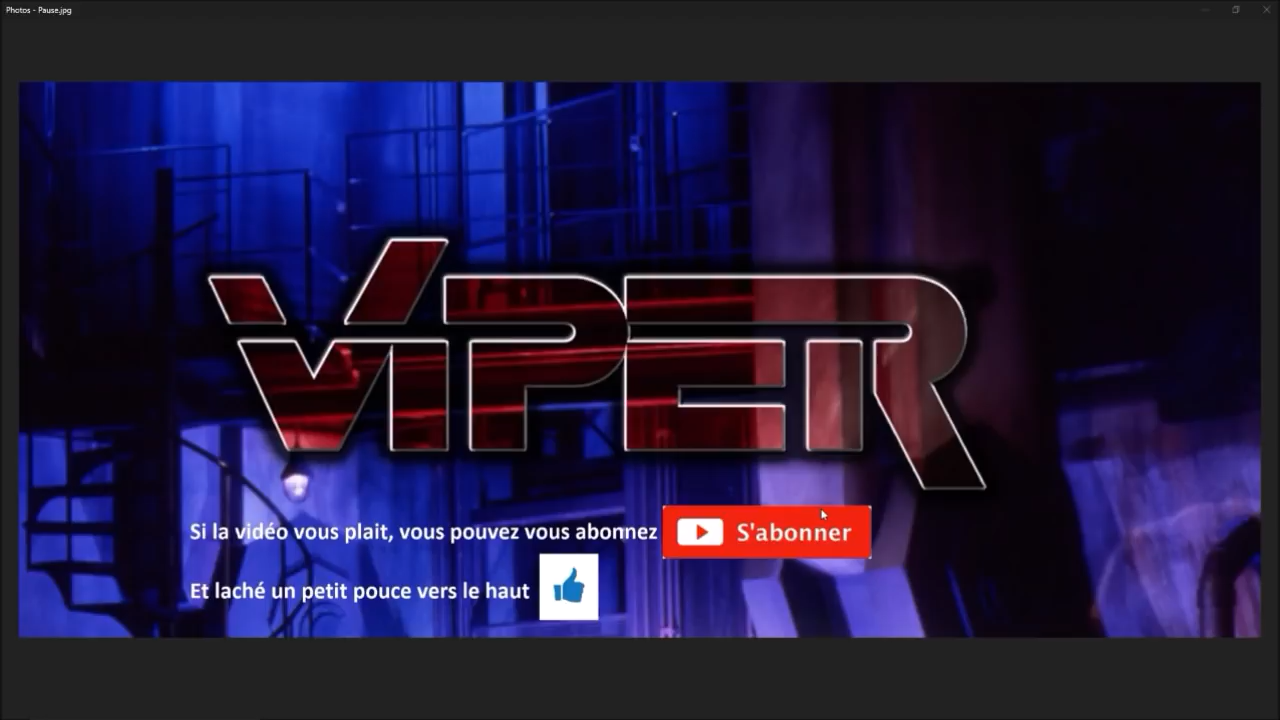 Photos - Pause.jpg
VIPER
Si la vidéo vous plait, vous pouvez vous abonnez
S'abonner
Et laché un petit pouce vers le haut